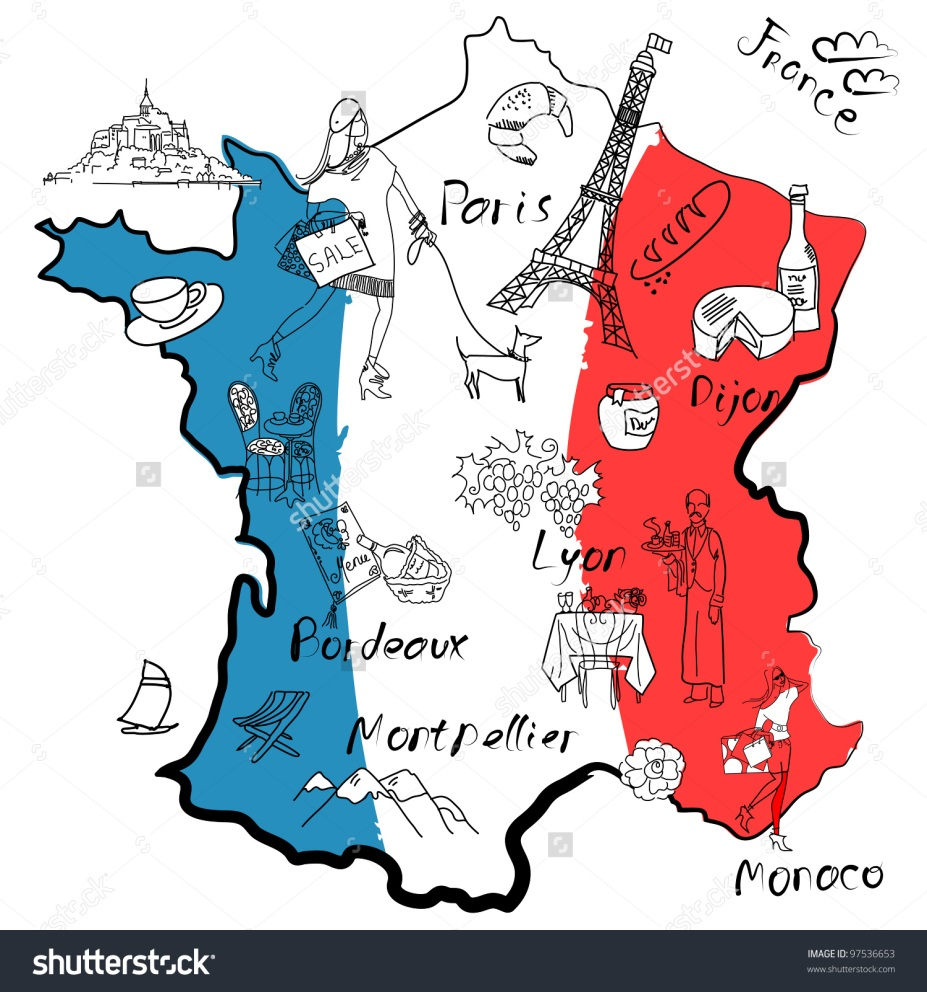 France
Paris
SALE
Dijon
Menu
Lyon
Bordeaux
Montpellier
Monaco
shutterstock
IMAGE ID: 97536653
www.shutterstock.com